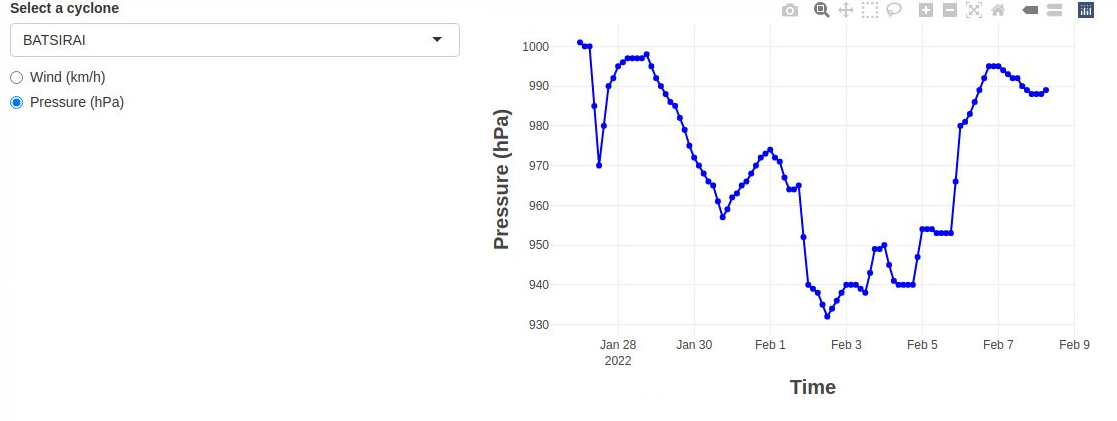 Select a cyclone
BATSIRAI
Wind (km/h)
Pressure (hPa)
Pressure (hPa)
1000
990
980
970
960
950
940
930
Jan 28
2022
Jan 30
Feb 1
Feb 3
Feb 5
Feb 7
Feb 9
Time